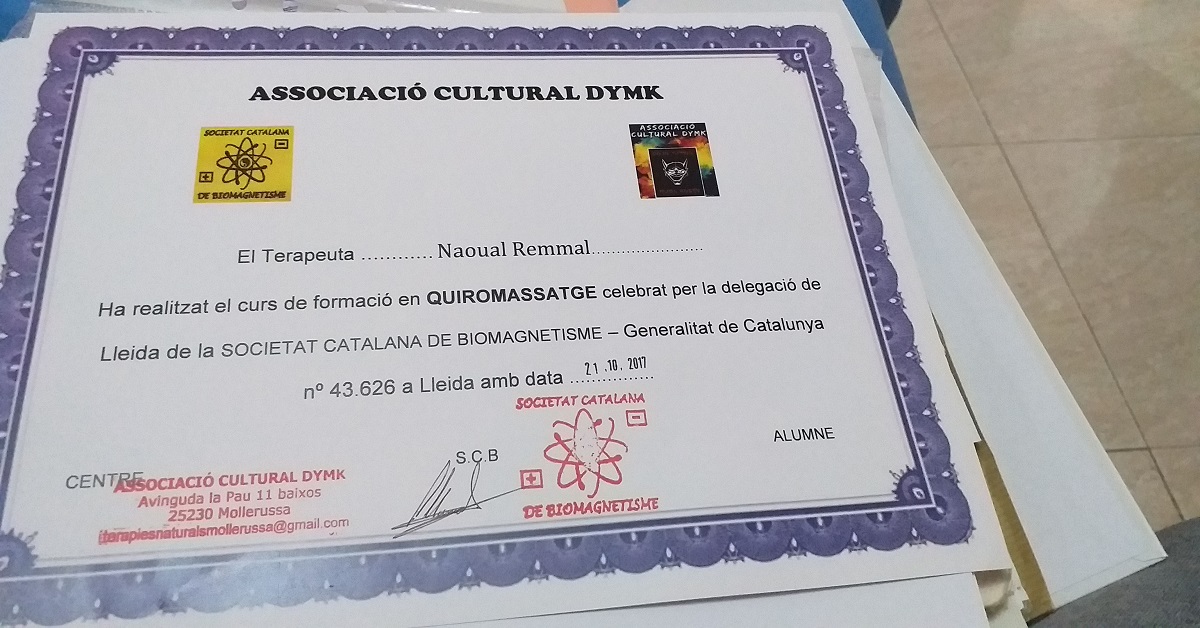 ASSOCIACIÓ CULTURAL DYMK
SOCIETAT CATALANA
DE BIOMAGNETISME
ASSOCIACIÓ
CULTURAL DYMK
El Terapeuta ............ Naoual Remmal......................
Ha realitzat el curs de formació en QUIROMASSATGE celebrat per la delegació de
Lleida de la SOCIETAT CATALANA DE BIOMAGNETISME – Generalitat de Catalunya
nº 43.626 a Lleida amb data ................
21.10.2017
SOCIETAT CATALANA
DE BIOMAGNETISME
CENTRE
S.C.B
ALUMNE
ASSOCIACIÓ CULTURAL DYMK
Avinguda la Pau 11 baixos
25230 Mollerussa
terapiesnaturalsmollerussa@gmail.com